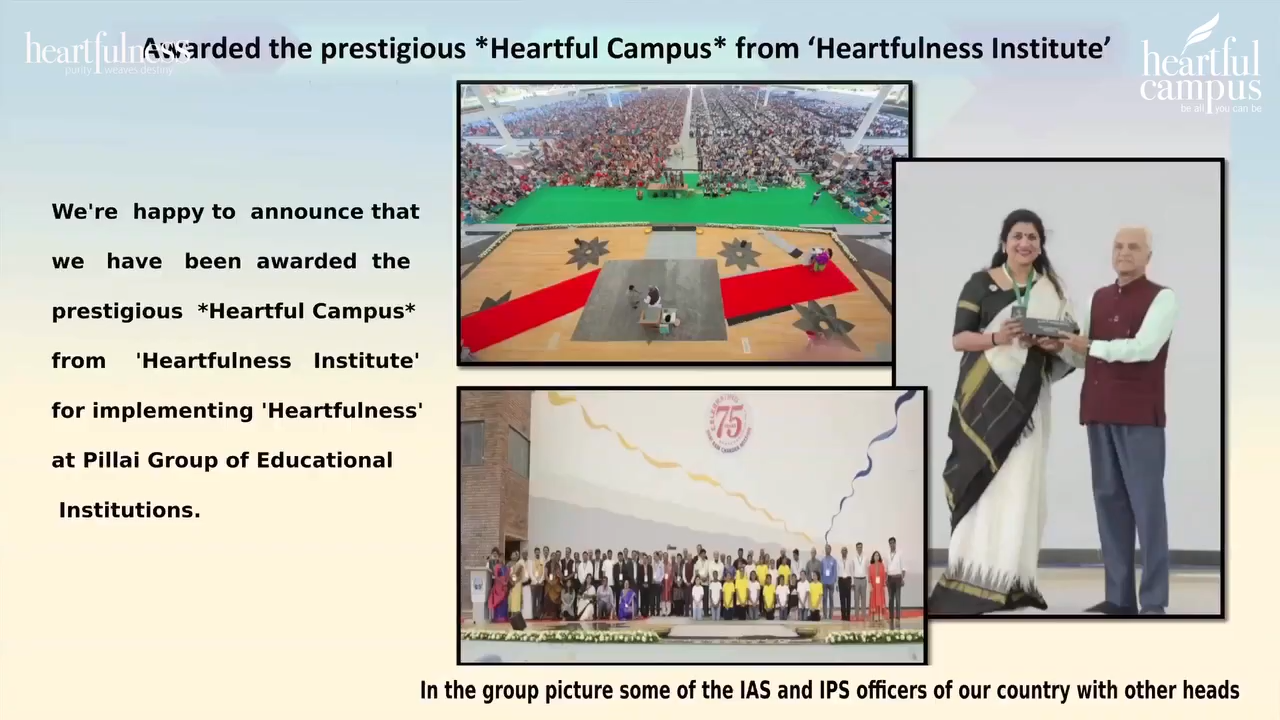 Awarded the prestigious *Heartful Campus* from ‘Heartfulness Institute’
heartfulness
purity weaves destiny
heartful
campus
be all you can be
We're happy to announce that
we have been awarded the
prestigious *Heartful Campus*
from 'Heartfulness Institute'
for implementing 'Heartfulness'
at Pillai Group of Educational
Institutions.
75
YEARS
In the group picture some of the IAS and IPS officers of our country with other heads